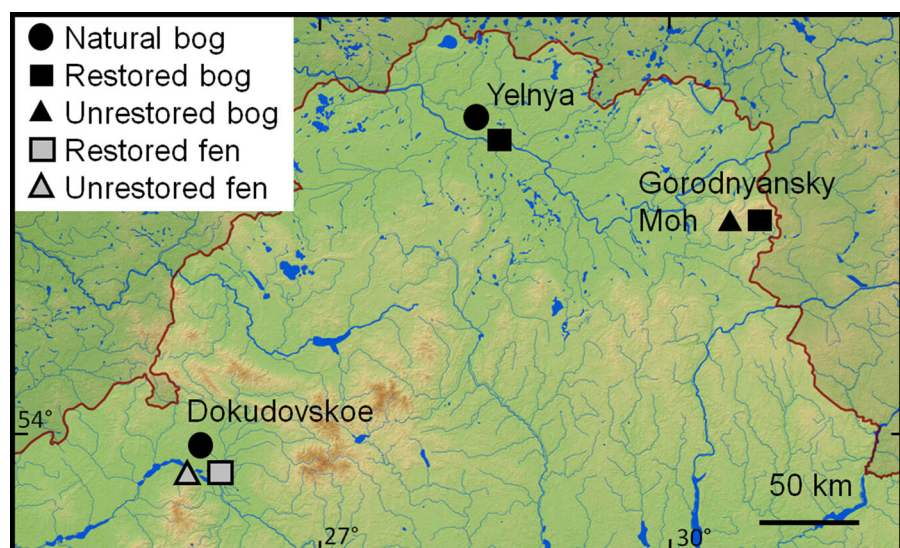 Natural bog
Restored bog
Unrestored bog
Restored fen
Unrestored fen
Yelnya
Gorodnyansky
Moh
Dokudovskoe
54°
50 km
27°
30°